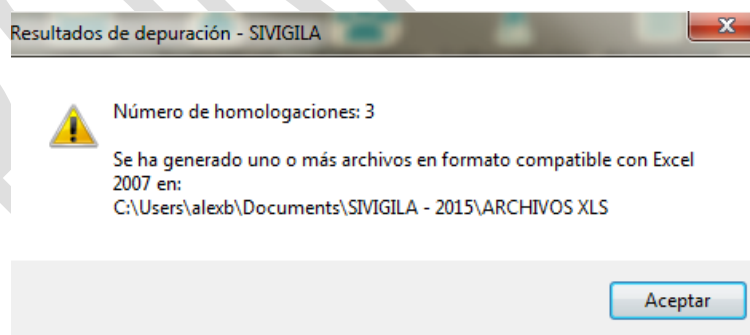 Resultados de depuración - SIVIGILA
Número de homologaciones: 3
Se ha generado uno o más archivos en formato compatible con Excel
2007 en:
C:\Users\alexb\Documents\SIVIGILA - 2015\ARCHIVOS XLS
Aceptar